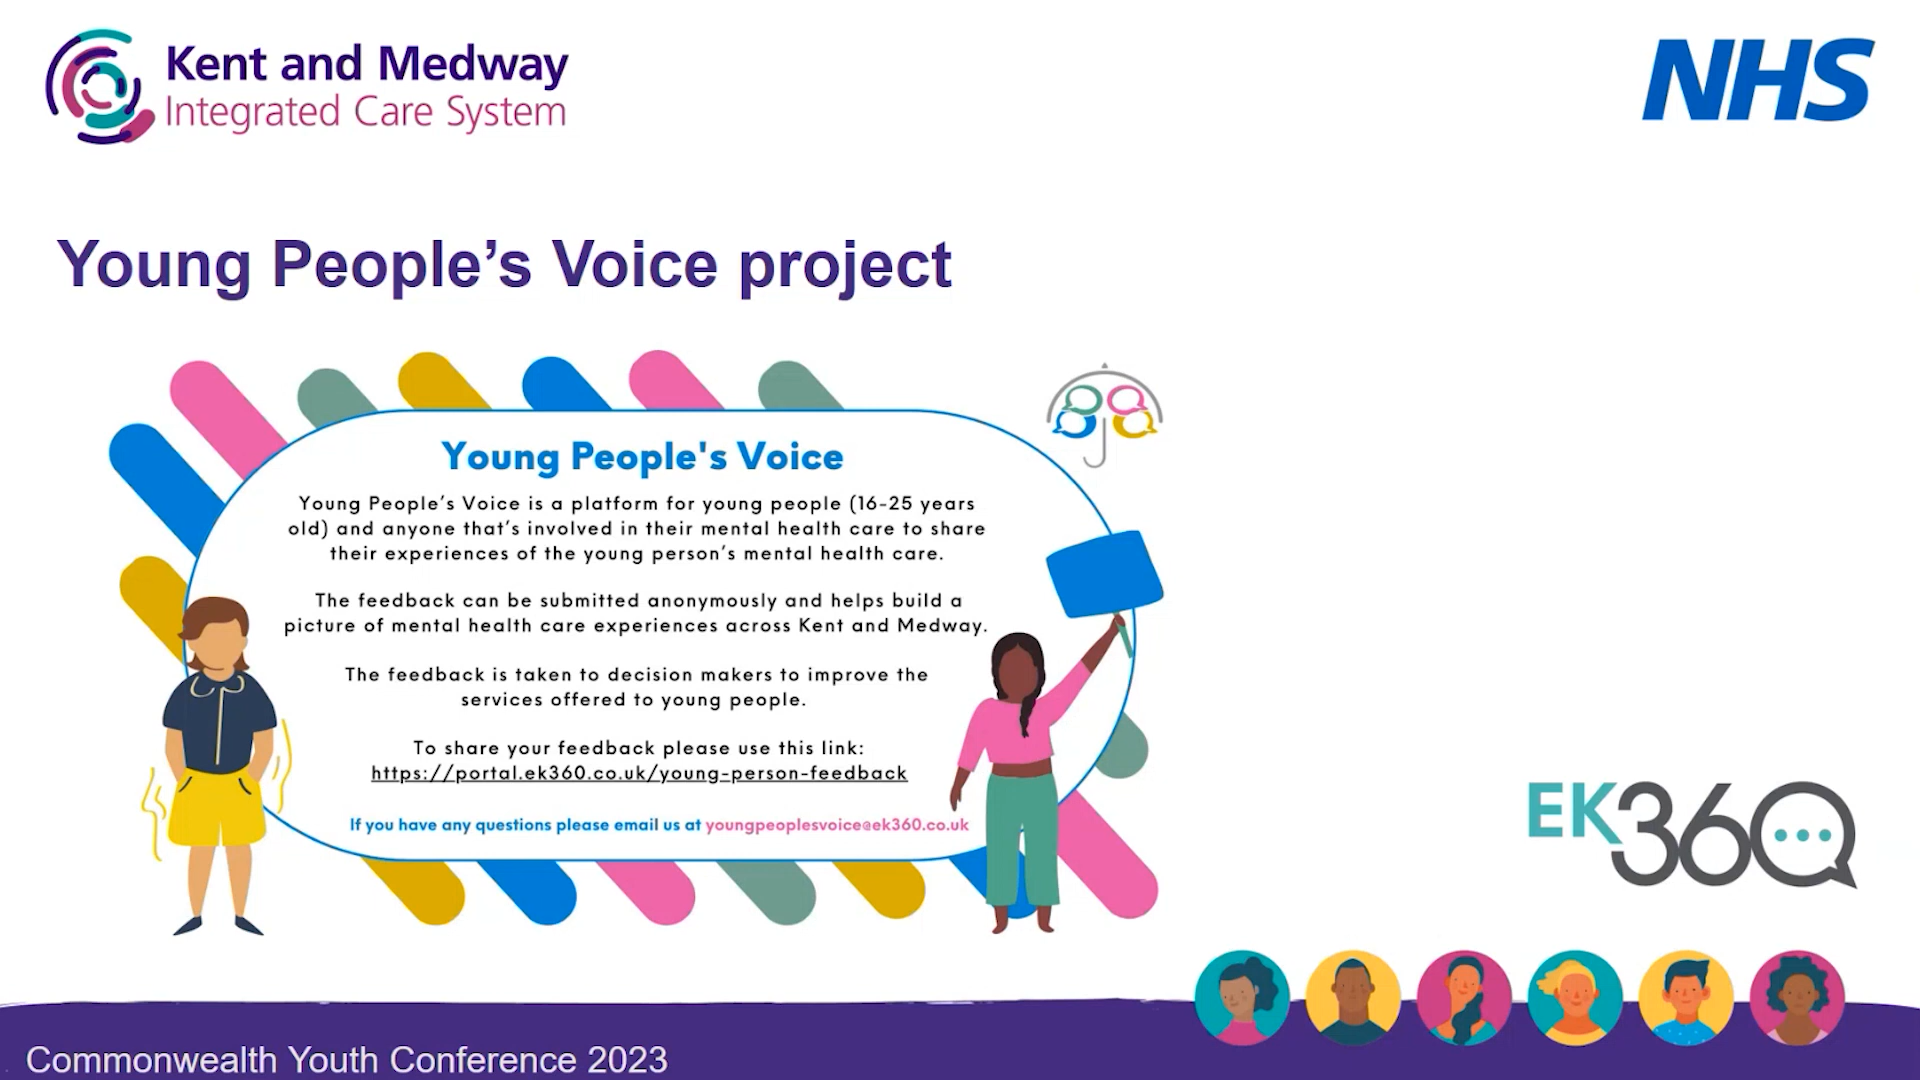 Kent and Medway
Integrated Care System
NHS
Young People’s Voice project
Young People's Voice
Young People’s Voice is a platform for young people (16-25 years
old) and anyone that’s involved in their mental health care to share
their experiences of the young person’s mental health care.
The feedback can be submitted anonymously and helps build a
picture of mental health care experiences across Kent and Medway.
The feedback is taken to decision makers to improve the
services offered to young people.
To share your feedback please use this link:
https://portal.ek360.co.uk/young-person-feedback
If you have any questions please email us at youngpeoplesvoice@ek360.co.uk
EK360
Commonwealth Youth Conference 2023